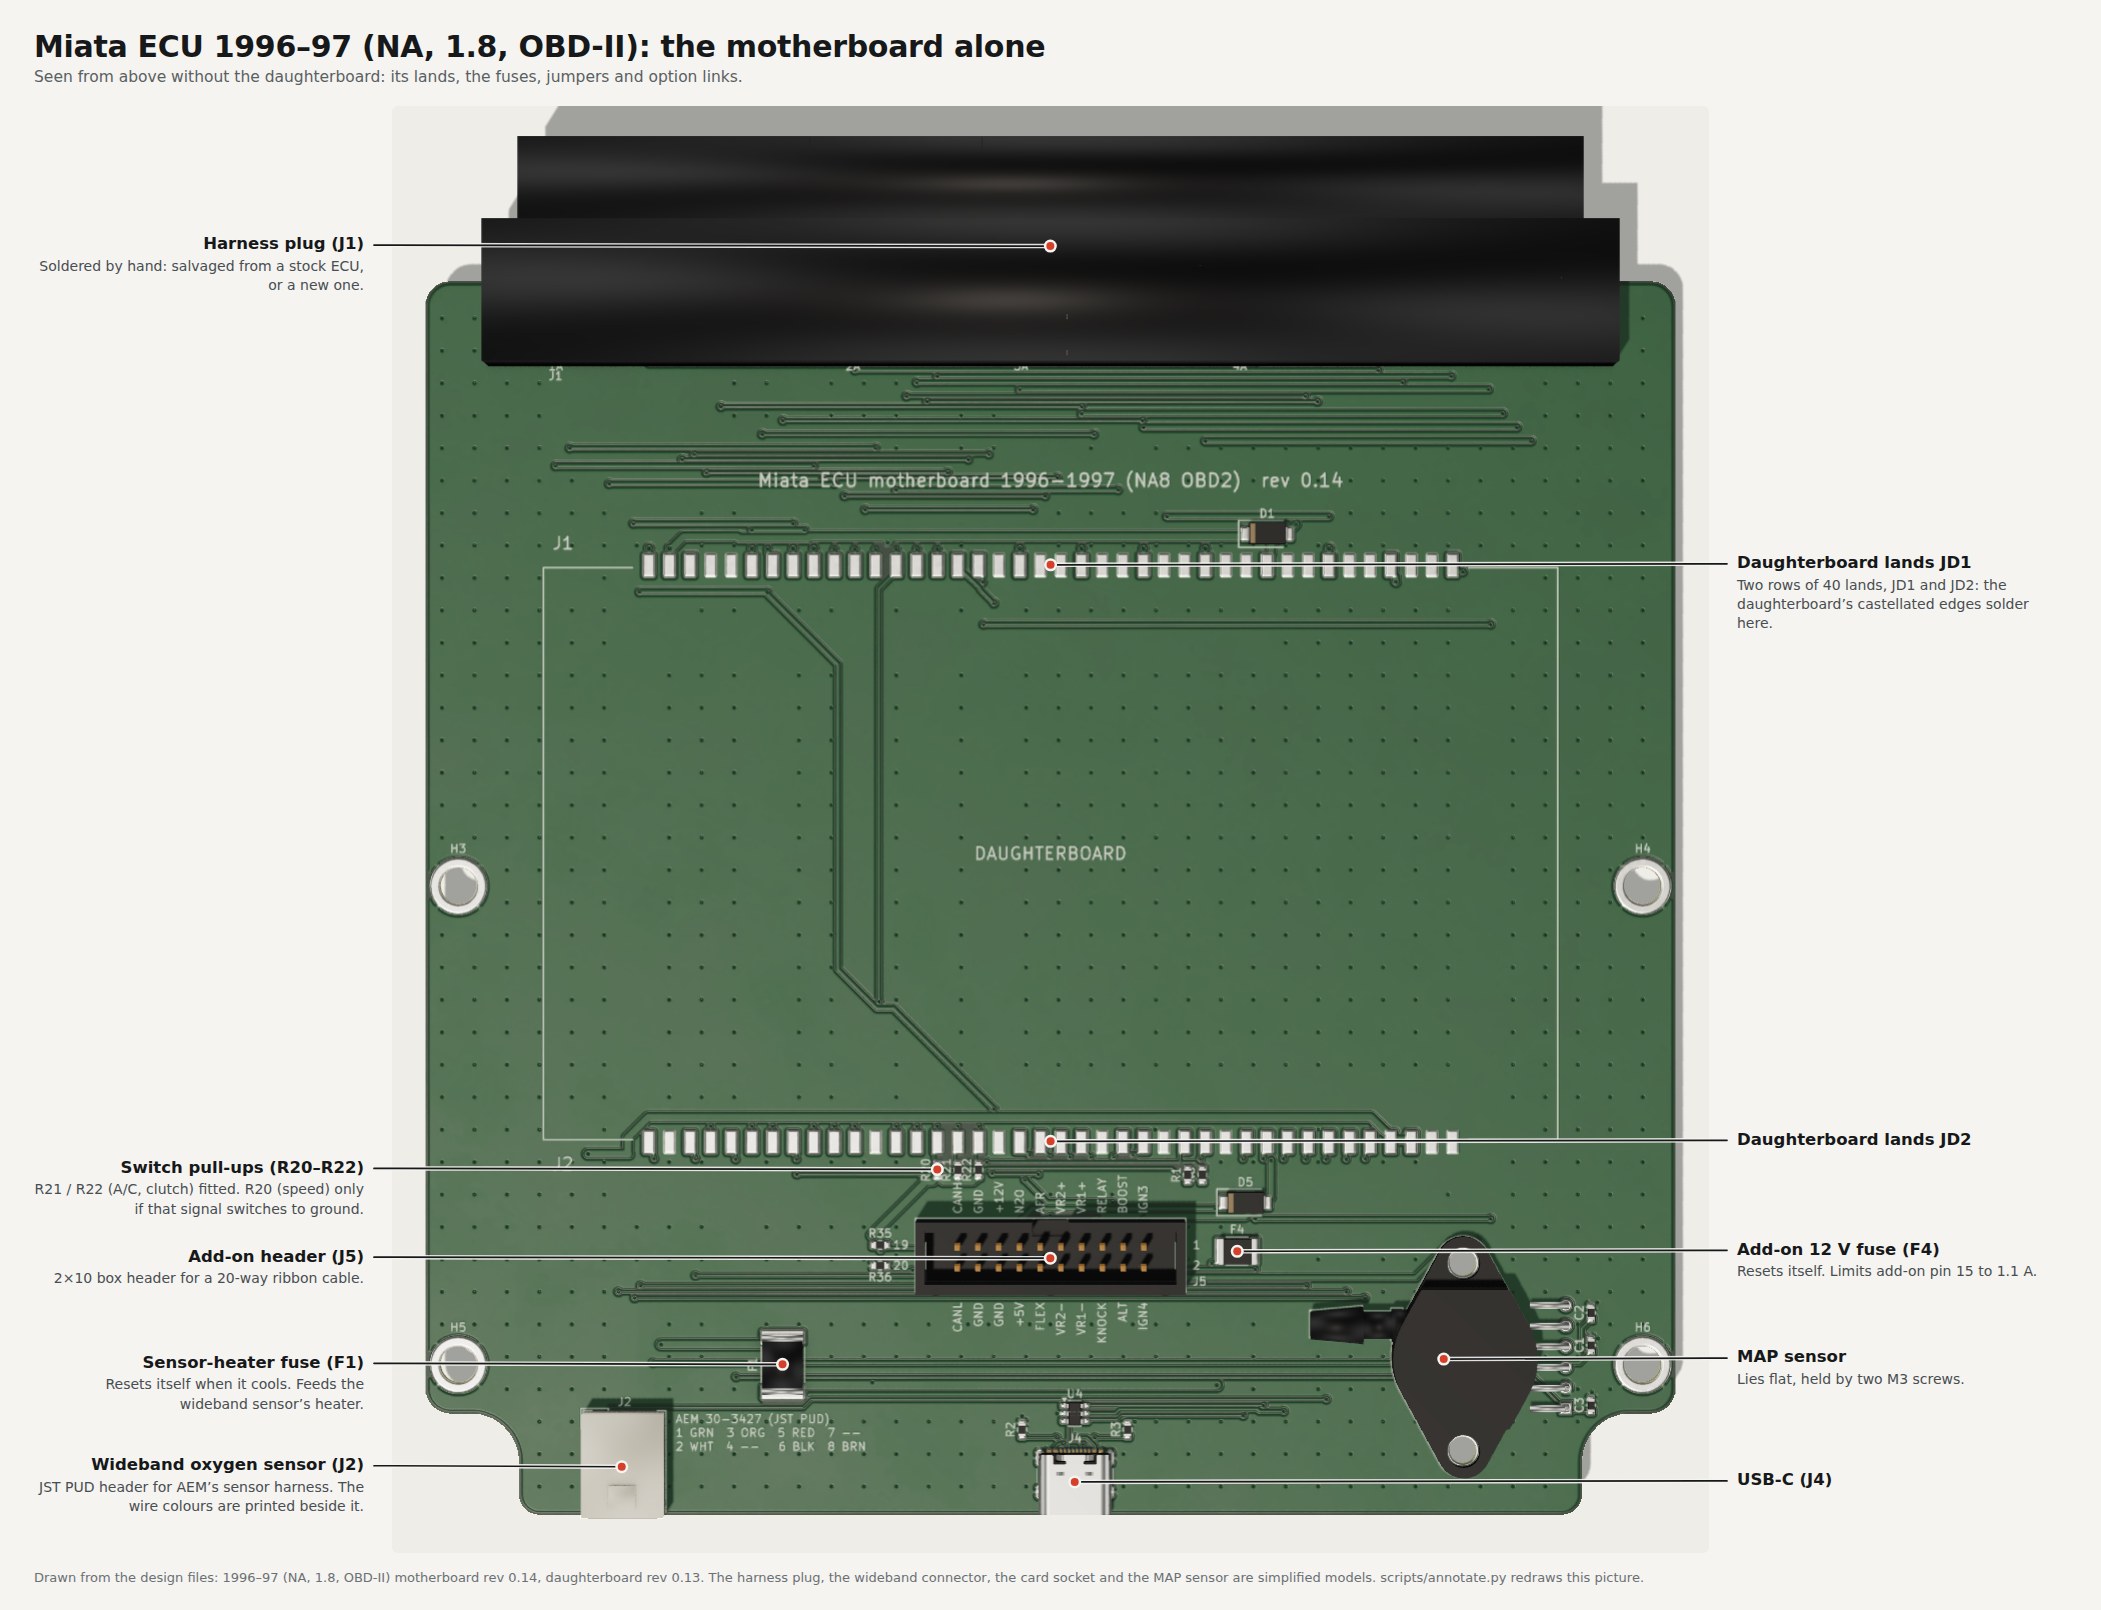 Miata ECU 1996–97 (NA, 1.8, OBD-II): the motherboard alone
Seen from above without the daughterboard: its lands, the fuses, jumpers and option links.
Harness plug (J1)
Soldered by hand: salvaged from a stock ECU,
or a new one.
J1
Miata ECU motherboard 1996–1997 (NA8 OBD2) rev 0.14
D1
J1
Daughterboard lands JD1
Two rows of 40 lands, JD1 and JD2: the
daughterboard’s castellated edges solder
here.
H3
DAUGHTERBOARD
H4
Daughterboard lands JD2
J2
Switch pull-ups (R20–R22)
R21 / R22 (A/C, clutch) fitted. R20 (speed) only
if that signal switches to ground.
CANH GND +12V N2O AFR VR2+ VR1+ RELAY BOOST IGN3
D5
R35
19
1
F4
Add-on header (J5)
2×10 box header for a 20-way ribbon cable.
20
2
R36
J5
Add-on 12 V fuse (F4)
Resets itself. Limits add-on pin 15 to 1.1 A.
CANL GND GND +5V FLEX VR2− VR1− KNOCK ALT IGN4
C2
C1
C3
H5
H6
Sensor-heater fuse (F1)
Resets itself when it cools. Feeds the
wideband sensor’s heater.
MAP sensor
Lies flat, held by two M3 screws.
J2
U4
AEM 30-3427 (JST PUD)
1 GRN 3 ORG 5 RED 7 --
2 WHT 4 -- 6 BLK 8 BRN
R2
R3
J4
Wideband oxygen sensor (J2)
JST PUD header for AEM’s sensor harness. The
wire colours are printed beside it.
USB-C (J4)
Drawn from the design files: 1996–97 (NA, 1.8, OBD-II) motherboard rev 0.14, daughterboard rev 0.13. The harness plug, the wideband connector, the card socket and the MAP sensor are simplified models. scripts/annotate.py redraws this picture.